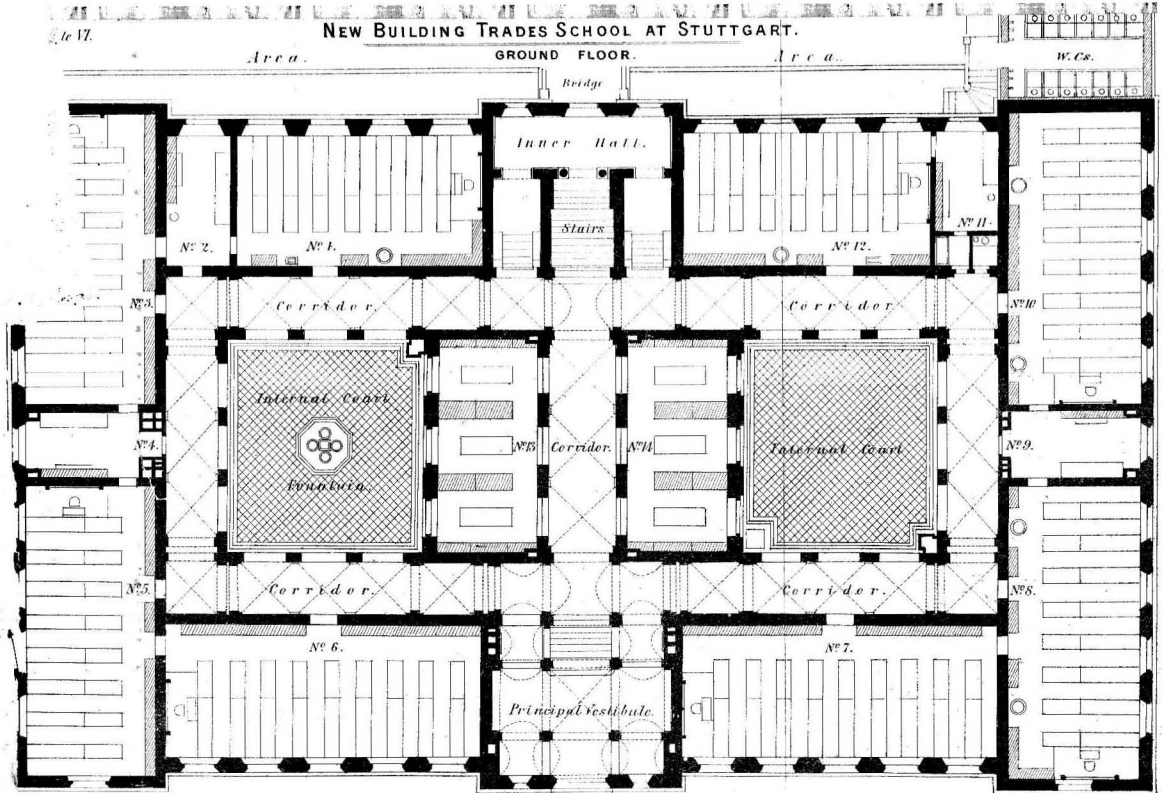 te VI.
NEW BUILDING TRADES SCHOOL AT STUTTGART.
GROUND FLOOR.
Area.
Area.
W.Cs.
Bridge
Inner Hall.
Stairs
Nº 2.
Nº 1.
Nº 12.
Nº 11.
Nº 3.
Corridor.
Corridor
Nº 10
Internal Court
Fountain.
Nº 4.
Nº 13
Corridor.
Nº 14
Internal Court
Nº 9.
Nº 5.
Corridor.
Corridor.
Nº 8.
Nº 6.
Nº 7.
Principal Vestibule.